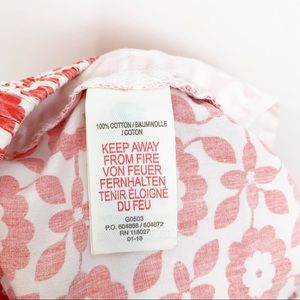 100% COTTON / BAUMWOLLE
/ COTON
KEEP AWAY
FROM FIRE
VON FEUER
FERNHALTEN
TENIR ÉLOIGNÉ
DU FEU
G0503
P.O. 604868 / 604872
RN 118027
01-18